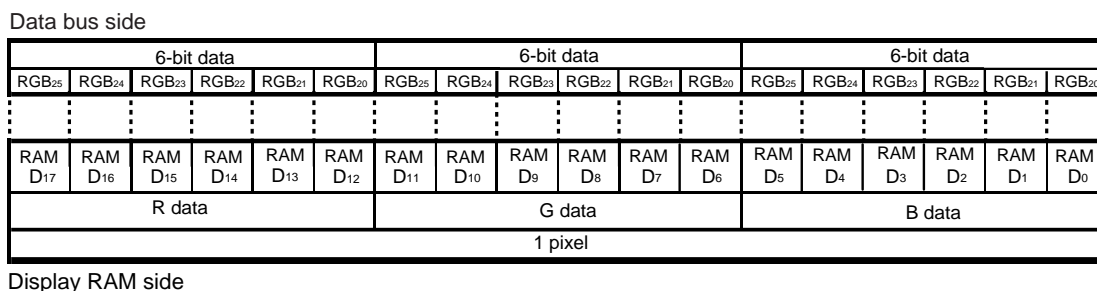 Data bus side
6-bit data 6-bit data 6-bit data
RGB25 RGB24 RGB23 RGB22 RGB21 RGB20 RGB25 RGB24 RGB23 RGB22 RGB21 RGB20 RGB25 RGB24 RGB23 RGB22 RGB21 RGB20
RAM RAM RAM RAM RAM RAM RAM RAM RAM RAM RAM RAM RAM RAM RAM RAM RAM RAM
D17 D16 D15 D14 D13 D12 D11 D10 D9 D8 D7 D6 D5 D4 D3 D2 D1 D0
R data G data B data
1 pixel
Display RAM side